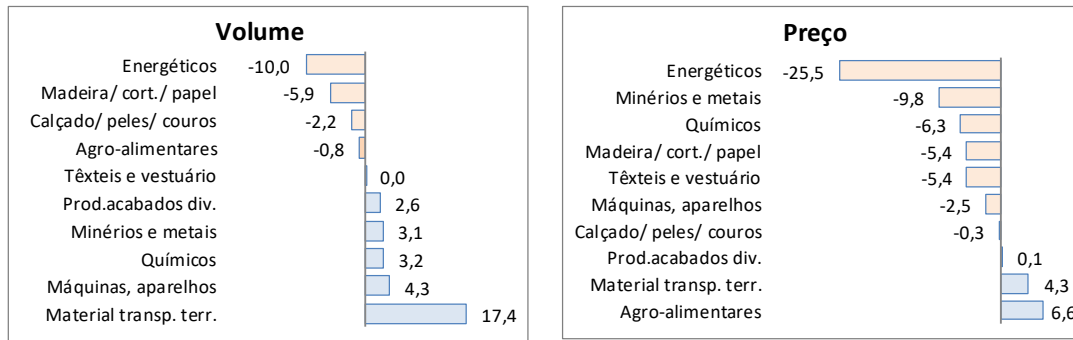 Volume
Energéticos -10,0
Madeira/ cort./ papel -5,9
Calçado/ peles/ couros -2,2
Agro-alimentares -0,8
Têxteis e vestuário 0,0
Prod.acabados div. 2,6
Minérios e metais 3,1
Químicos 3,2
Máquinas, aparelhos 4,3
Material transp. terr. 17,4
Preço
Energéticos -25,5
Minérios e metais -9,8
Químicos -6,3
Madeira/ cort./ papel -5,4
Têxteis e vestuário -5,4
Máquinas, aparelhos -2,5
Calçado/ peles/ couros -0,3
Prod.acabados div. 0,1
Material transp. terr. 4,3
Agro-alimentares 6,6